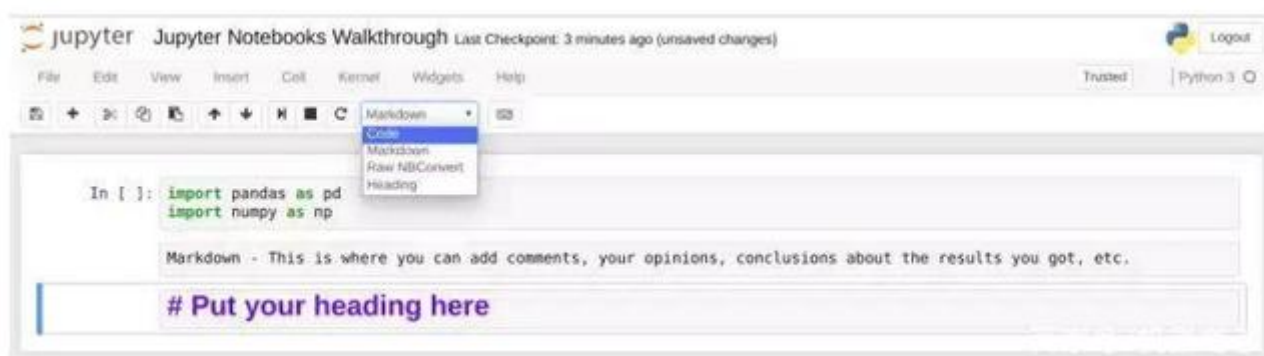 jupyter Jupyter Notebooks Walkthrough Last Checkpoint: 3 minutes ago (unsaved changes) Logout
File Edit View Insert Cell Kernel Widgets Help Trusted Python 3
Markdown
Code
Markdown
Raw NBConvert
Heading
In [ ]: import pandas as pd
import numpy as np
Markdown - This is where you can add comments, your opinions, conclusions about the results you got, etc.
# Put your heading here